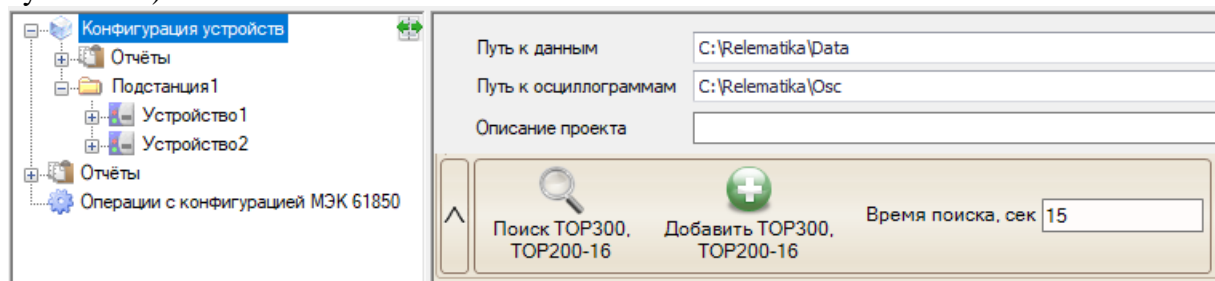 Конфигурация устройств
Отчёты
Подстанция1
Устройство1
Устройство2
Отчёты
Операции с конфигурацией МЭК 61850
Путь к данным C:\Relematika\Data
Путь к осциллограммам C:\Relematika\Osc
Описание проекта
Поиск ТОР300,
ТОР200-16
Добавить ТОР300,
ТОР200-16
Время поиска, сек 15